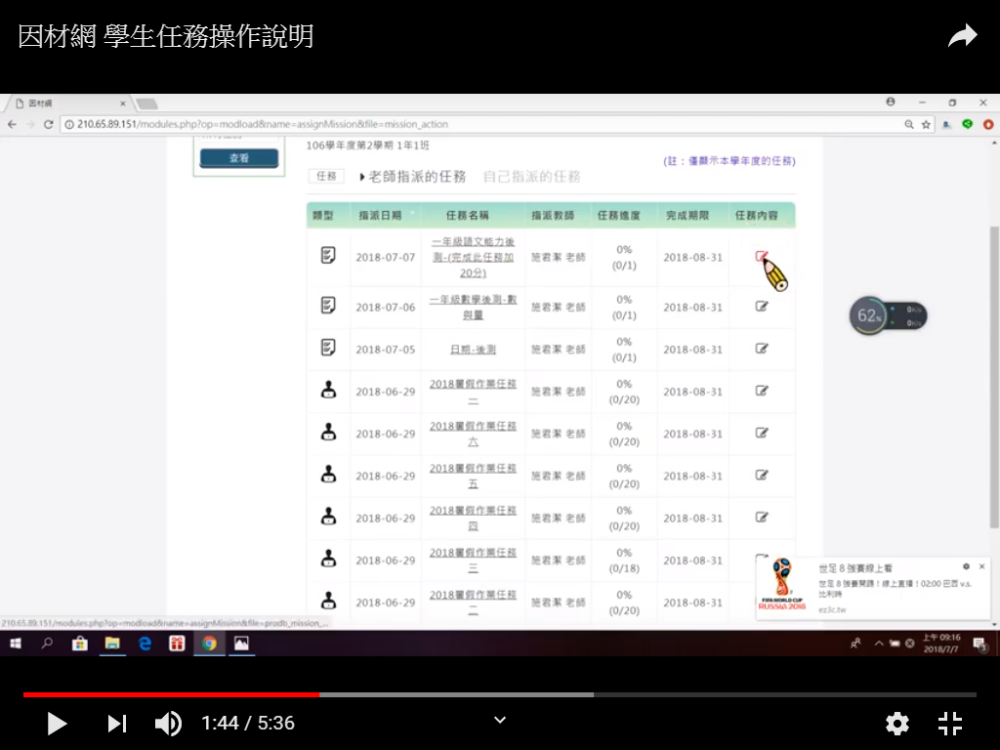 因材網 學生任務操作說明
因材網
210.65.89.151/modules.php?op=modload&name=assignMission&file=mission_action
查看
106學年度第2學期 1年1班
(註：僅顯示本學年度的任務)
任務 老師指派的任務 自己指派的任務
類型 指派日期 任務名稱 指派教師 任務進度 完成期限 任務內容
2018-07-07 一年級語文能力後測-(完成此任務加20分) 施君潔 老師 0% (0/1) 2018-08-31
2018-07-06 一年級數學後測-數與量 施君潔 老師 0% (0/1) 2018-08-31
2018-07-05 日期-後測 施君潔 老師 0% (0/1) 2018-08-31
2018-06-29 2018暑假作業任務一 施君潔 老師 0% (0/20) 2018-08-31
2018-06-29 2018暑假作業任務六 施君潔 老師 0% (0/20) 2018-08-31
2018-06-29 2018暑假作業任務五 施君潔 老師 0% (0/20) 2018-08-31
2018-06-29 2018暑假作業任務四 施君潔 老師 0% (0/20) 2018-08-31
2018-06-29 2018暑假作業任務三 施君潔 老師 0% (0/18) 2018-08-31
2018-06-29 2018暑假作業任務二 施君潔 老師 0% (0/20) 2018-08-31
62%
0K/s
0K/s
世足 8 強賽線上看
世足 8 強賽開踢！線上直播！02:00 巴西 v.s.
比利時
ez3c.tw
FIFA WORLD CUP
RUSSIA 2018
210.65.89.151/modules.php?op=modload&name=assignMission&file=prodb_mission_...
上午 09:16
2018/7/7
3
1:44 / 5:36